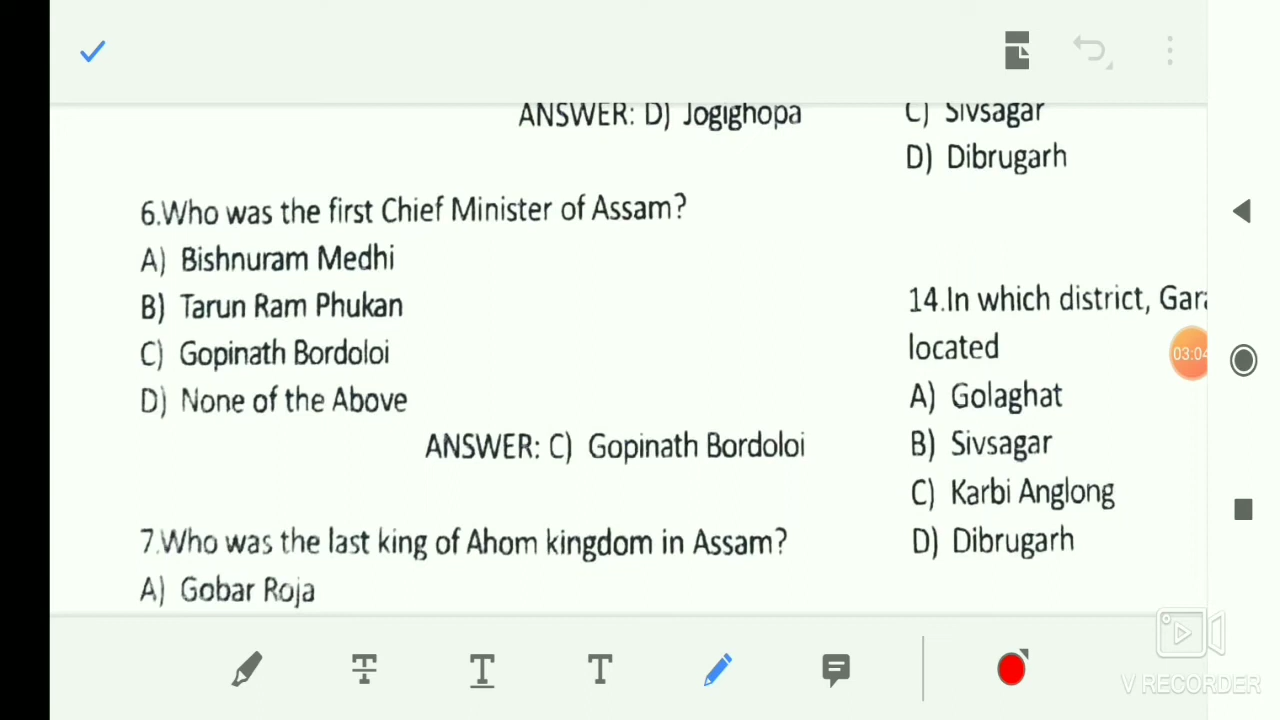 ANSWER: D) Jogighopa
6.Who was the first Chief Minister of Assam?
A) Bishnuram Medhi
B) Tarun Ram Phukan
C) Gopinath Bordoloi
D) None of the Above
ANSWER: C) Gopinath Bordoloi
7.Who was the last king of Ahom kingdom in Assam?
A) Gobar Roja
C) Sivsagar
D) Dibrugarh
14.In which district,
located
A) Golaghat
B) Sivsagar
C) Karbi Anglong
D) Dibrugarh
03:04
V RECORDER